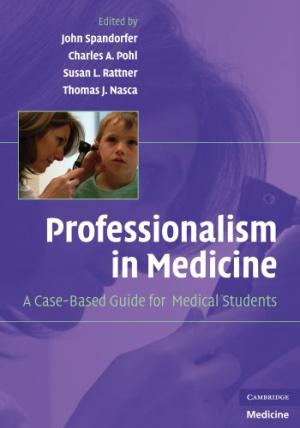 Edited by
John Spandorfer
Charles A. Pohl
Susan L. Rattner
Thomas J. Nasca
Professionalism
in Medicine
A Case-Based Guide for Medical Students
CAMBRIDGE
Medicine